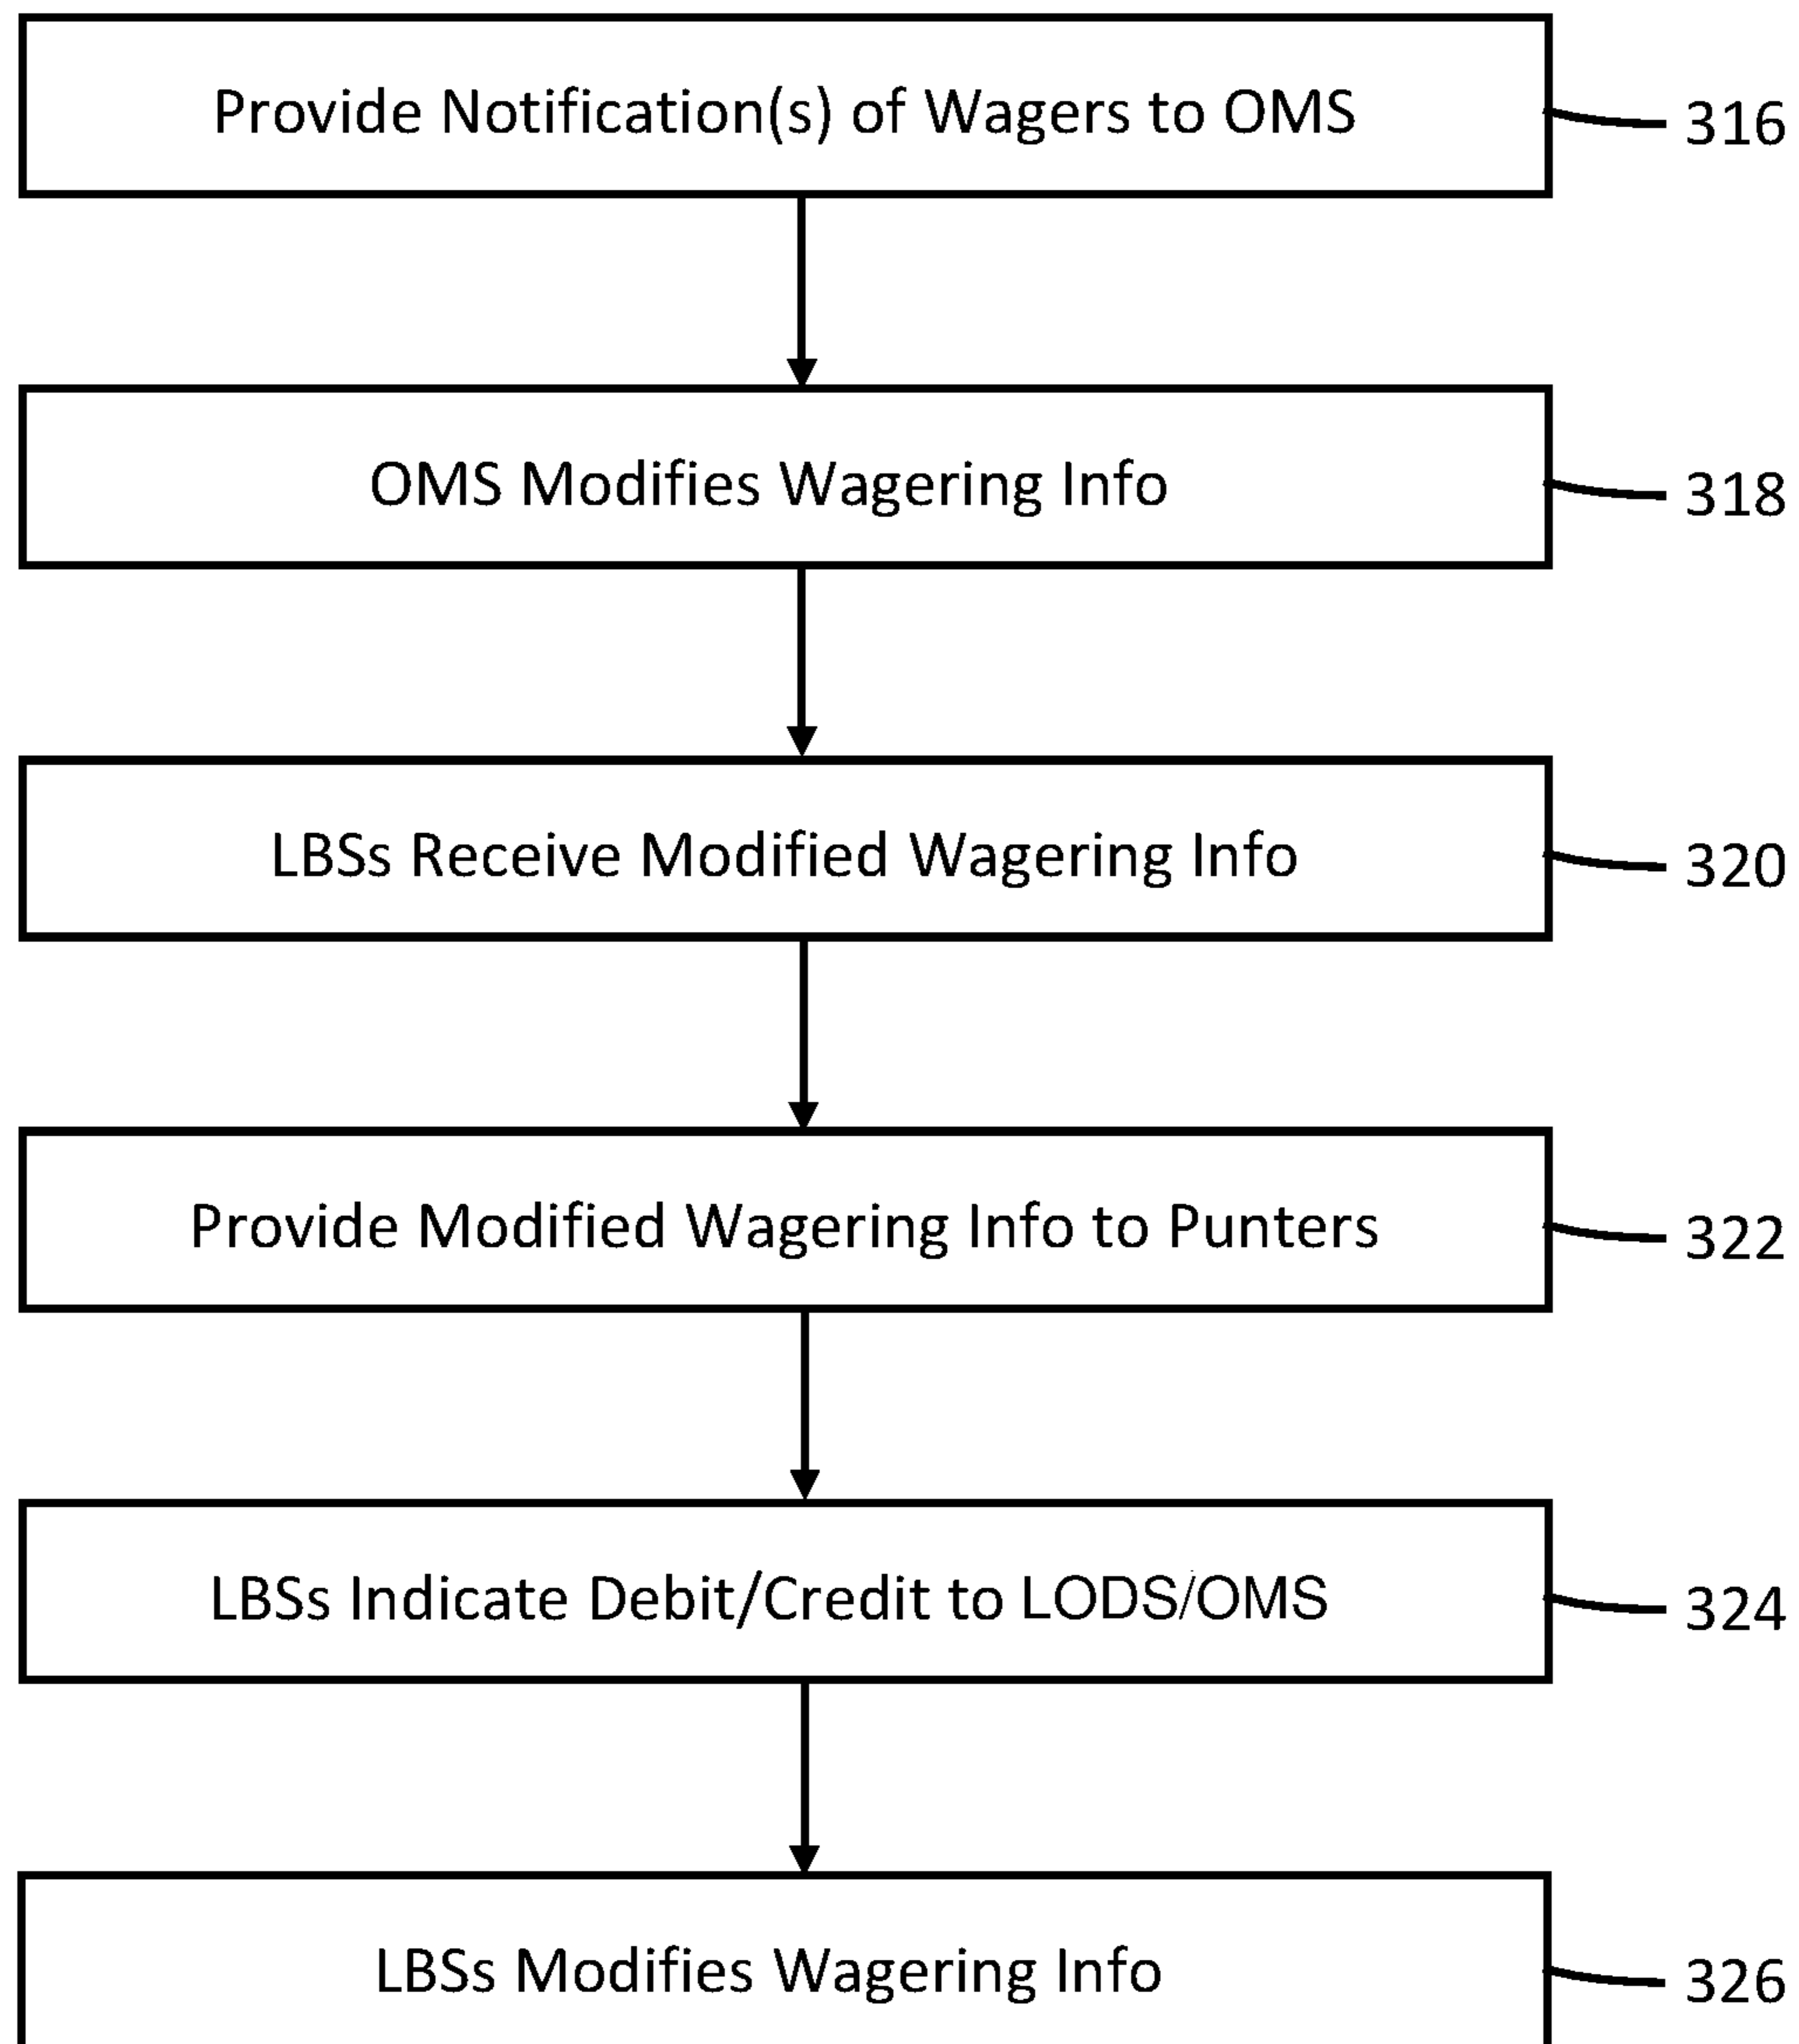 Provide Notification(s) of Wagers to OMS
316
OMS Modifies Wagering Info
318
LBSs Receive Modified Wagering Info
320
Provide Modified Wagering Info to Punters
322
LBSs Indicate Debit/Credit to LODS/OMS
324
LBSs Modifies Wagering Info
326